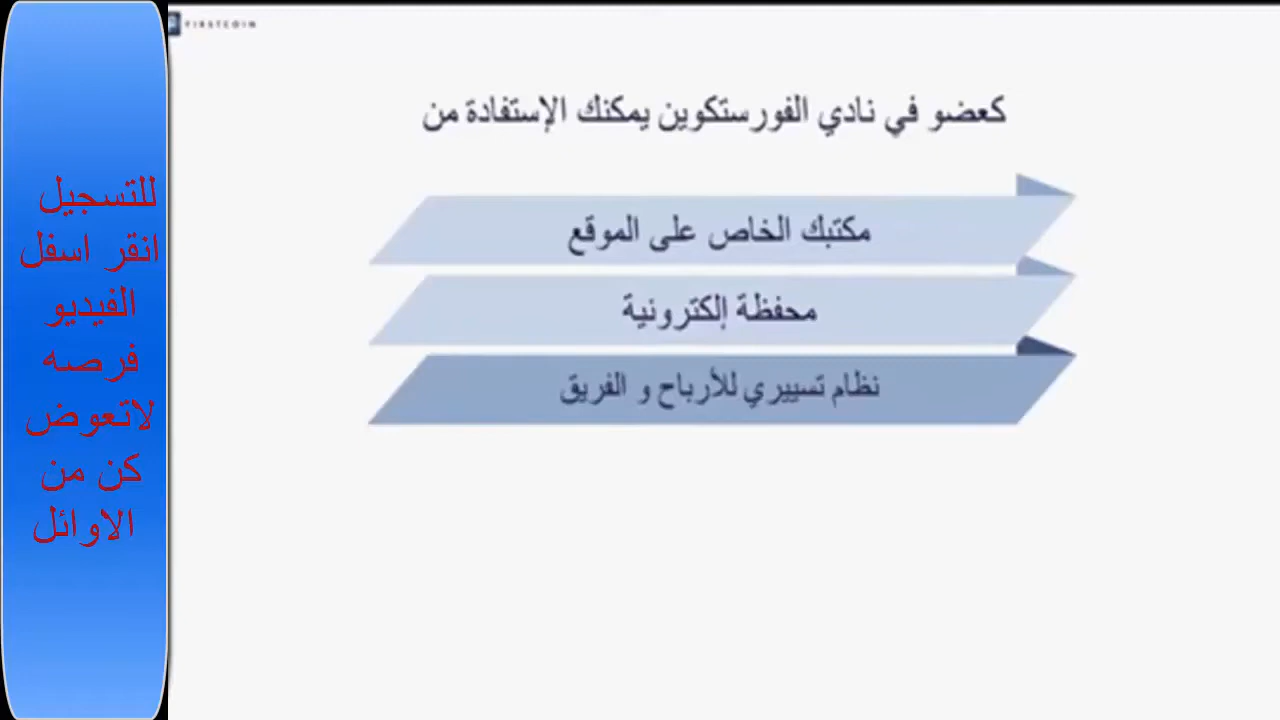 FIRSTCOIN
كعضو في نادي الفورستكوين يمكنك الإستفادة من
مكتبك الخاص على الموقع
محفظة إلكترونية
نظام تسييري للأرباح و الفريق
للتسجيل
انقر اسفل
الفيديو
فرصه
لاتعوض
كن من
الاوائل